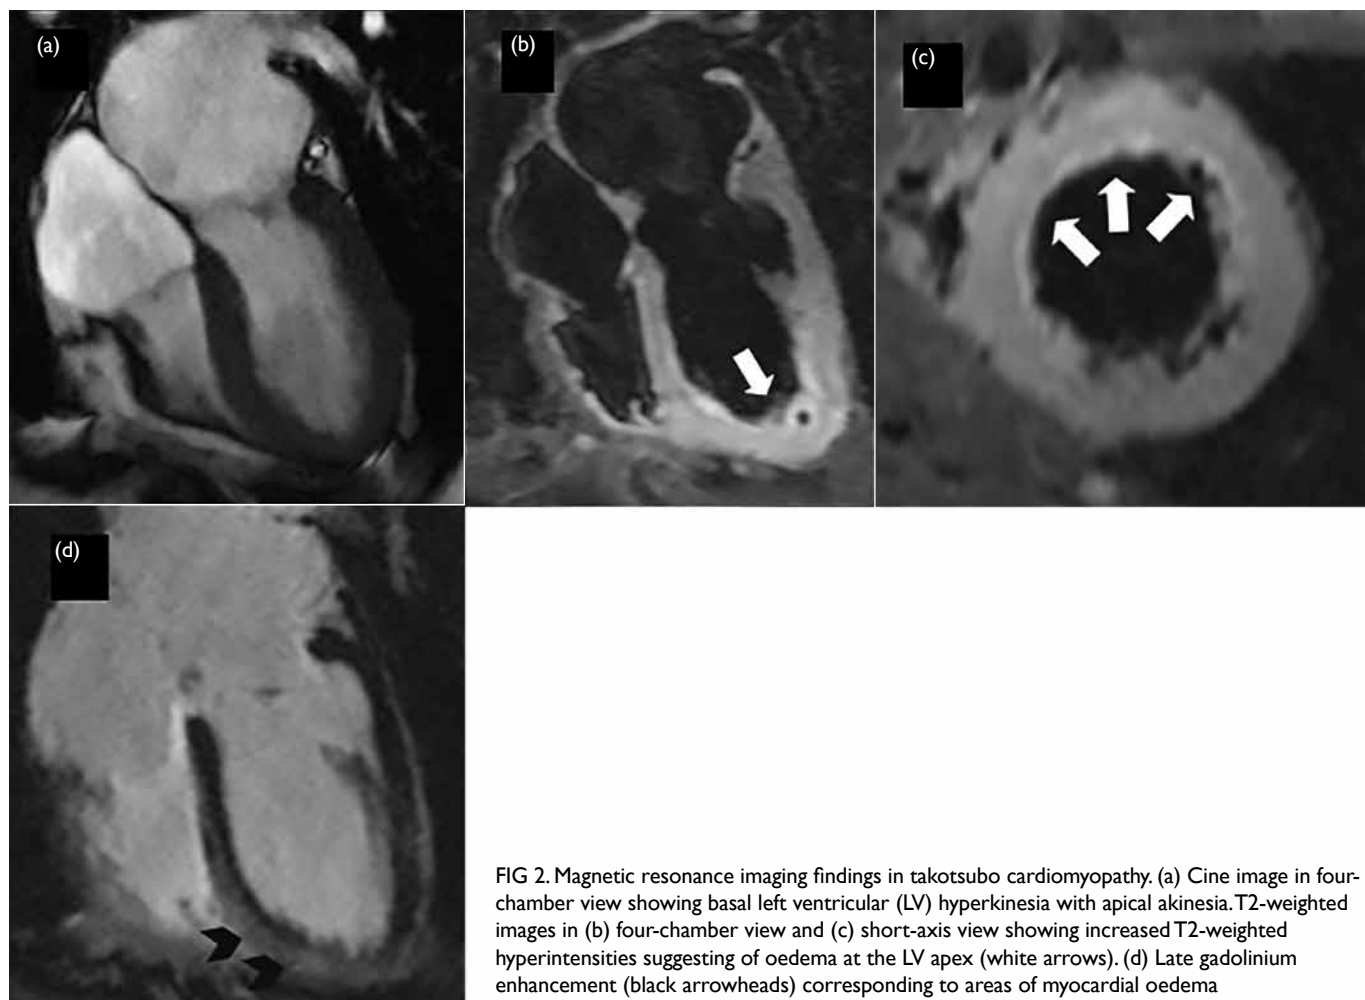 (a)
(b)
(c)
(d)
FIG 2. Magnetic resonance imaging findings in takotsubo cardiomyopathy. (a) Cine image in four-
chamber view showing basal left ventricular (LV) hyperkinesia with apical akinesia. T2-weighted
images in (b) four-chamber view and (c) short-axis view showing increased T2-weighted
hyperintensities suggesting of oedema at the LV apex (white arrows). (d) Late gadolinium
enhancement (black arrowheads) corresponding to areas of myocardial oedema